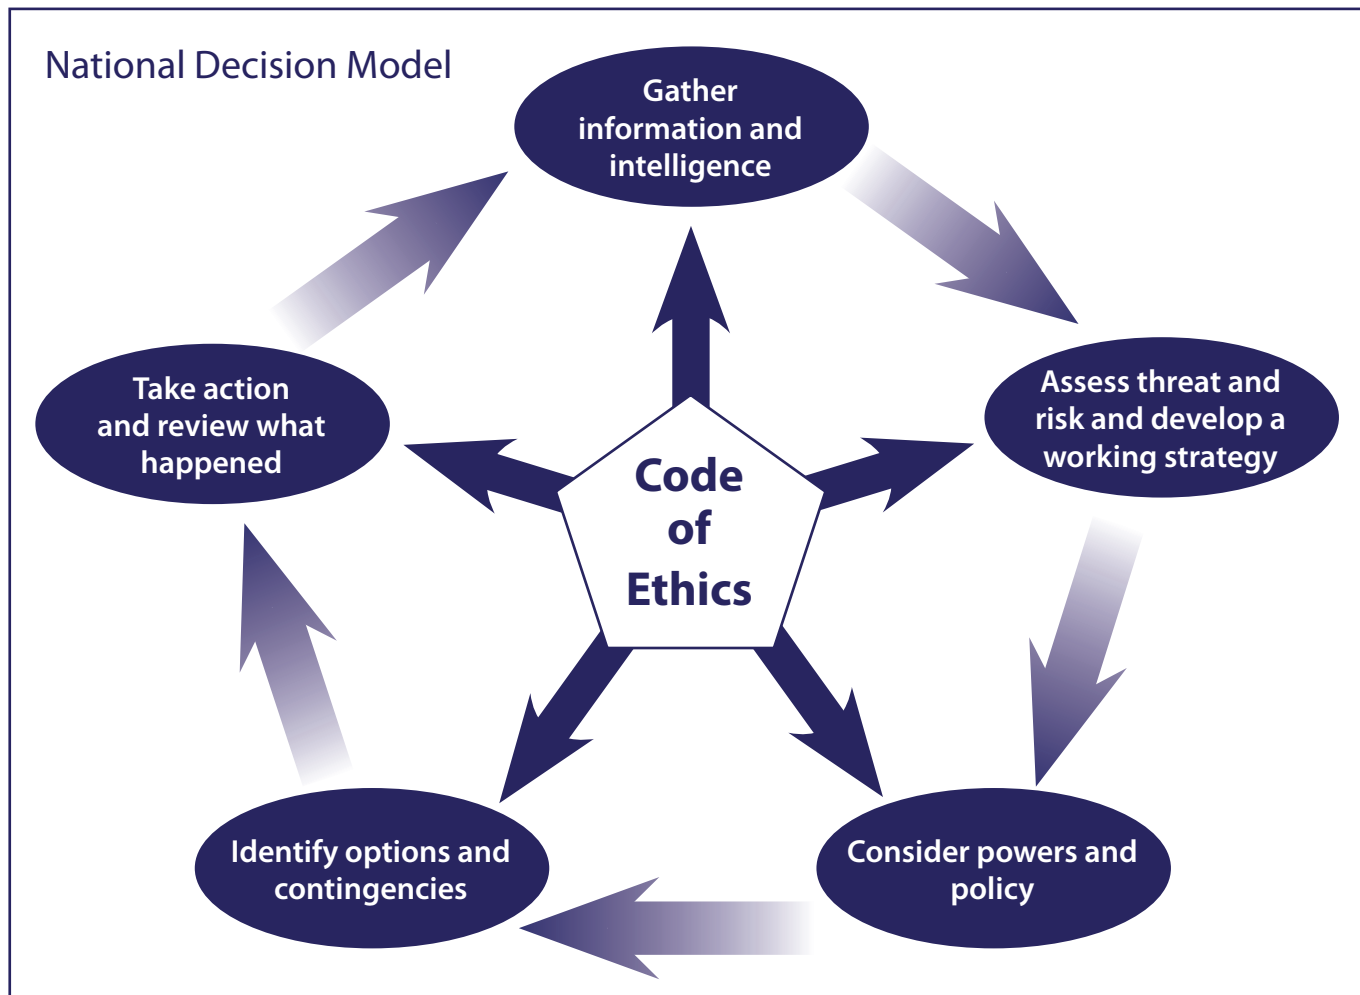 National Decision Model
Gather
information and
intelligence
Assess threat and
risk and develop a
working strategy
Consider powers and
policy
Identify options and
contingencies
Take action
and review what
happened
Code
of
Ethics